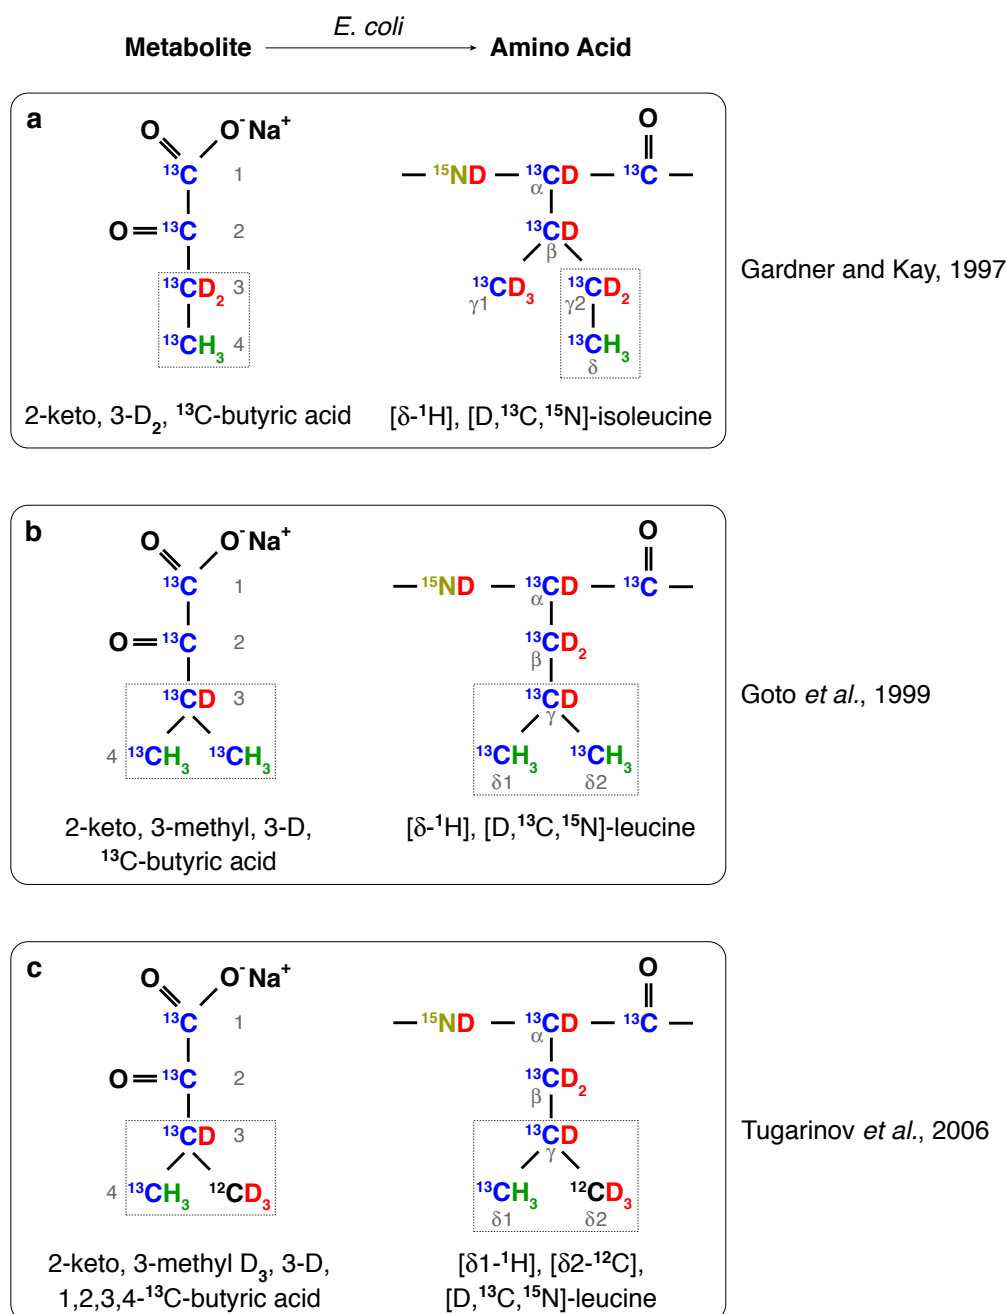 Metabolite E. coli Amino Acid
a
O O⁻ Na⁺ O
¹³C 1 ¹⁵ND ¹³CD ¹³C
α
O ¹³C 2 ¹³CD
β
¹³CD₂ 3 ¹³CD₃ ¹³CD₂
γ1 γ2
¹³CH₃ 4 ¹³CH₃
δ
2-keto, 3-D₂, ¹³C-butyric acid [δ-¹H], [D,¹³C,¹⁵N]-isoleucine
Gardner and Kay, 1997
b
O O⁻ Na⁺ O
¹³C 1 ¹⁵ND ¹³CD ¹³C
α
O ¹³C 2 ¹³CD₂
β
¹³CD 3 ¹³CD
γ
4 ¹³CH₃ ¹³CH₃ ¹³CH₃ ¹³CH₃
δ1 δ2
2-keto, 3-methyl, 3-D,
¹³C-butyric acid
[δ-¹H], [D,¹³C,¹⁵N]-leucine
Goto et al., 1999
c
O O⁻ Na⁺ O
¹³C 1 ¹⁵ND ¹³CD ¹³C
α
O ¹³C 2 ¹³CD₂
β
¹³CD 3 ¹³CD
γ
4 ¹³CH₃ ¹²CD₃ ¹³CH₃ ¹²CD₃
δ1 δ2
2-keto, 3-methyl D₃, 3-D,
1,2,3,4-¹³C-butyric acid
[δ1-¹H], [δ2-¹²C],
[D,¹³C,¹⁵N]-leucine
Tugarinov et al., 2006